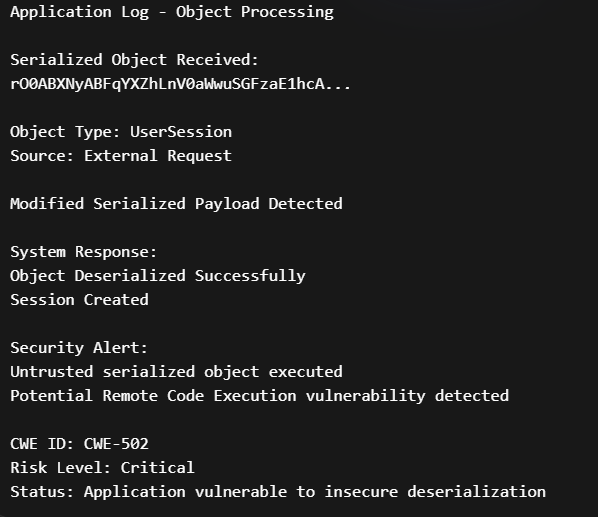 Application Log - Object Processing
Serialized Object Received:
rO0ABXNyABFqYXZhLnV0aWwuSGFzaE1hcA...
Object Type: UserSession
Source: External Request
Modified Serialized Payload Detected
System Response:
Object Deserialized Successfully
Session Created
Security Alert:
Untrusted serialized object executed
Potential Remote Code Execution vulnerability detected
CWE ID: CWE-502
Risk Level: Critical
Status: Application vulnerable to insecure deserialization